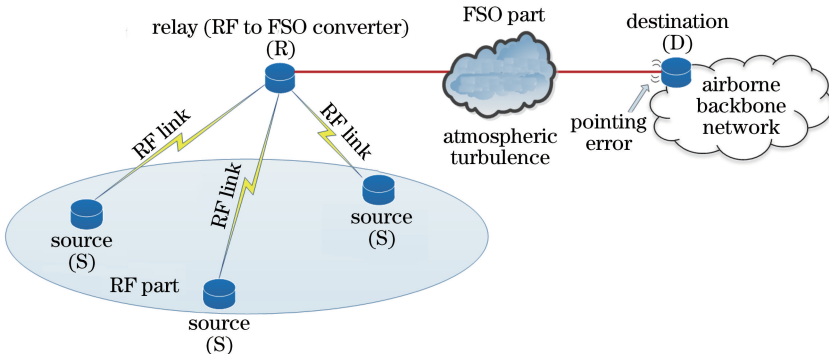 relay (RF to FSO converter)
(R)
FSO part
destination
(D)
airborne
backbone
network
pointing
error
atmospheric
turbulence
RF link
RF link
RF link
source
(S)
source
(S)
RF part
source
(S)